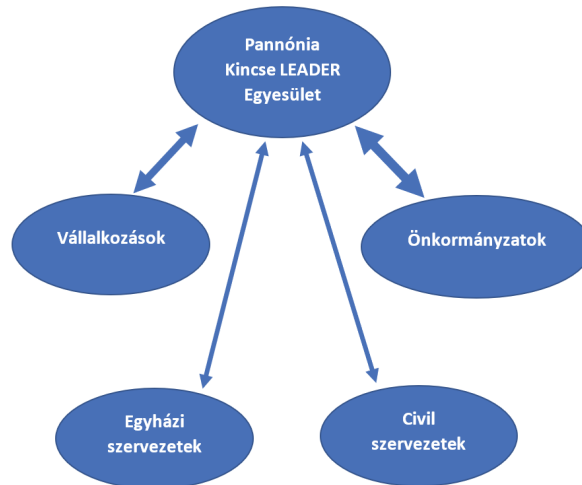 Pannónia
Kincse LEADER
Egyesület
Vállalkozások
Önkormányzatok
Egyházi
szervezetek
Civil
szervezetek